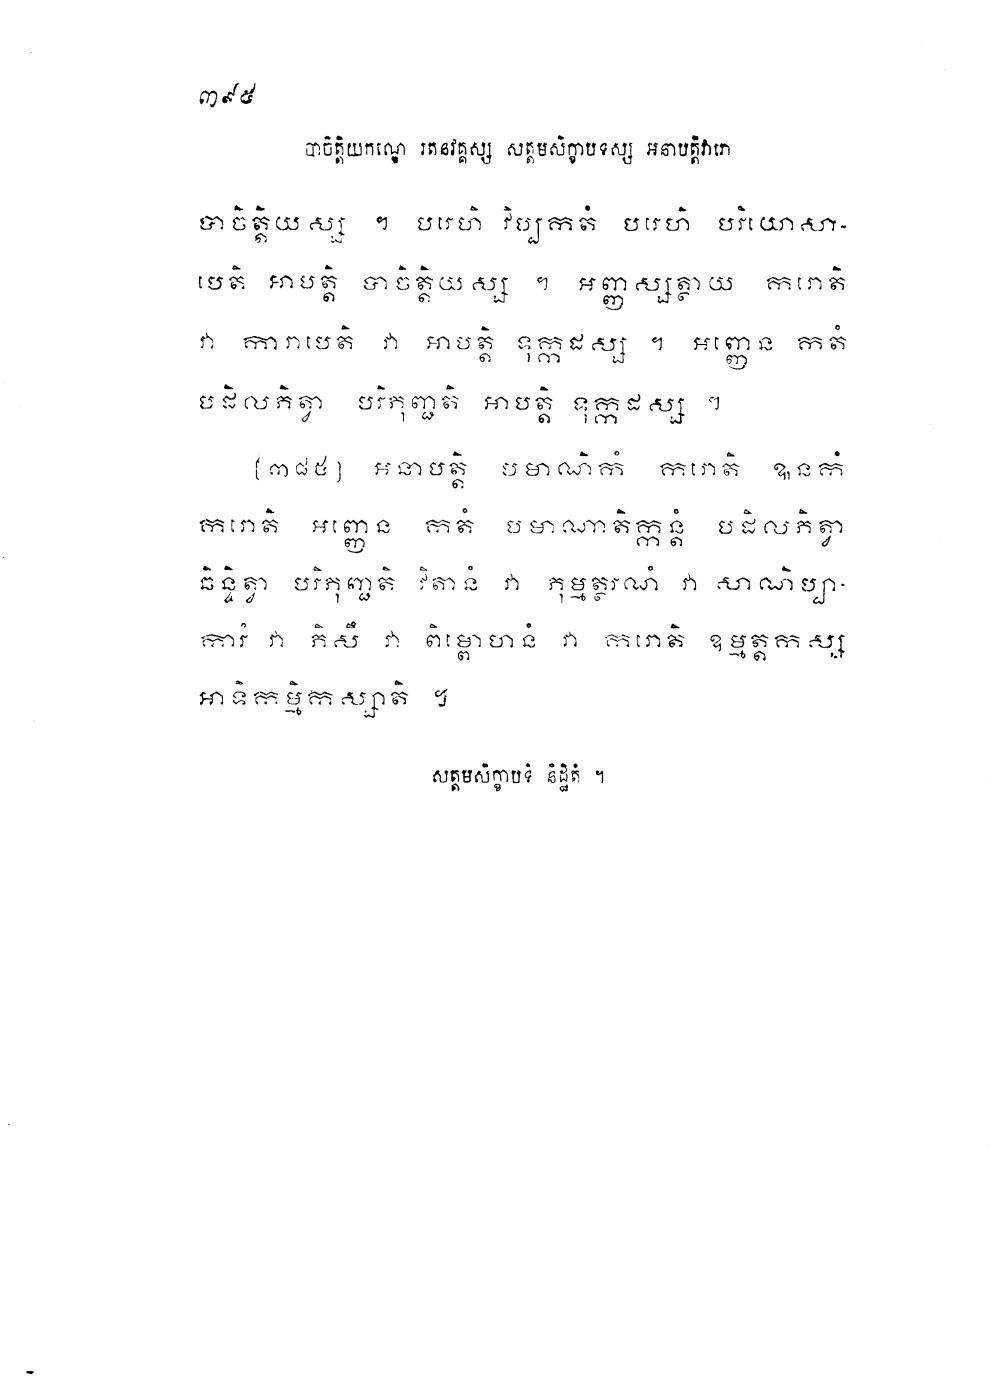 ៣៩៥
បាចិត្តិយកណ្ឌេ រតនវគ្គស្ស សត្តមសិក្ខាបទស្ស អនាបត្តិវារោ
បាចិត្តិយស្ស ។ បរេហិ វិប្បកតំ បរេហិ បរិយោសា-
បេតិ អាបត្តិ បាចិត្តិយស្ស ។ អញ្ញស្សត្ថាយ ករោតិ
វា ការាបេតិ វា អាបត្តិ ទុក្កដស្ស ។ អញ្ញេន កតំ
បដិលភិត្វា បរិភុញ្ជតិ អាបត្តិ ទុក្កដស្ស ។
[៣៨៥] អនាបត្តិ បមាណិកំ ករោតិ ឩនកំ
ករោតិ អញ្ញេន កតំ បមាណាតិក្កន្តំ បដិលភិត្វា
ឆិន្ទិត្វា បរិភុញ្ជតិ វិតានំ វា ភុម្មត្ថរណំ វា សាណិប្បា-
ការំ វា ភិសឹ វា ពិម្ពោហនំ វា ករោតិ ឧម្មត្តកស្ស
អាទិកម្មិកស្សាតិ ៕
សត្តមសិក្ខាបទំ និដ្ឋិតំ ។